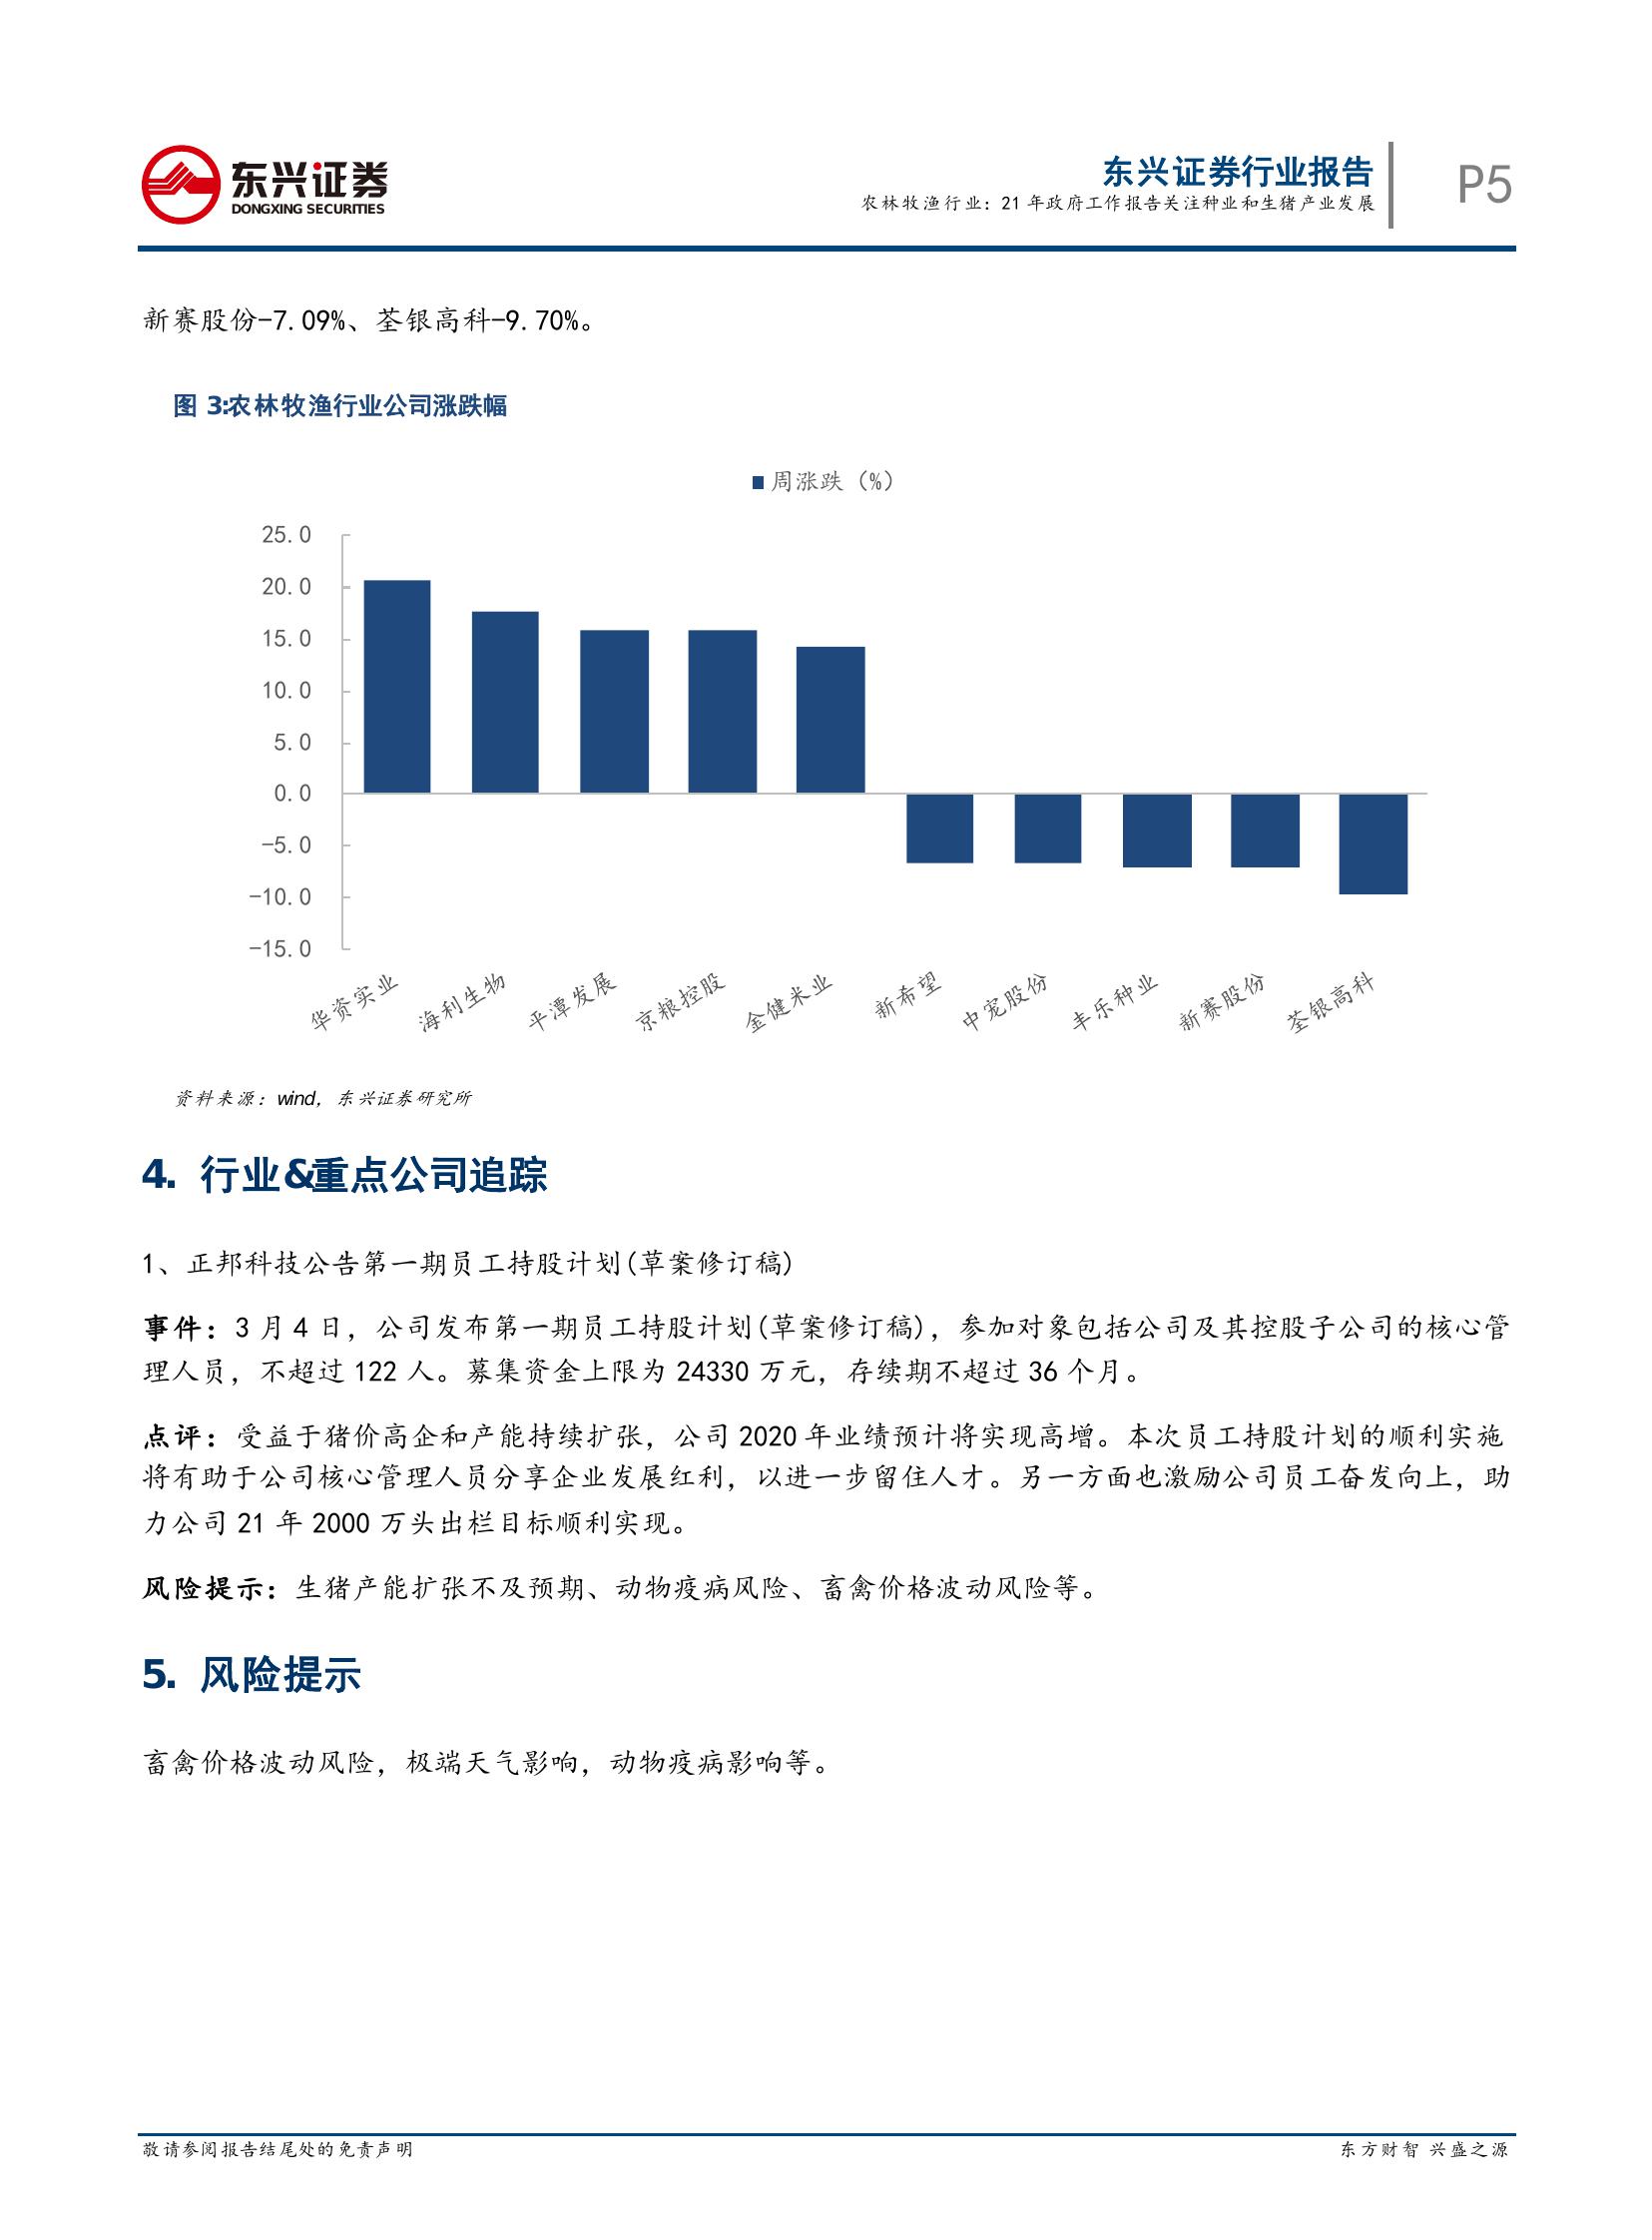 东兴证券
DONGXING SECURITIES
东兴证券行业报告
农林牧渔行业：21 年政府工作报告关注种业和生猪产业发展
P5
新赛股份-7.09%、荃银高科-9.70%。
图 3:农林牧渔行业公司涨跌幅
周涨跌（%）
25.0
20.0
15.0
10.0
5.0
0.0
-5.0
-10.0
-15.0
华资实业 海利生物 平潭发展 京粮控股 金健米业 新希望 中宠股份 丰乐种业 新赛股份 荃银高科
资料来源：wind，东兴证券研究所
4. 行业&重点公司追踪
1、正邦科技公告第一期员工持股计划(草案修订稿)
事件：3 月 4 日，公司发布第一期员工持股计划(草案修订稿)，参加对象包括公司及其控股子公司的核心管
理人员，不超过 122 人。募集资金上限为 24330 万元，存续期不超过 36 个月。
点评：受益于猪价高企和产能持续扩张，公司 2020 年业绩预计将实现高增。本次员工持股计划的顺利实施
将有助于公司核心管理人员分享企业发展红利，以进一步留住人才。另一方面也激励公司员工奋发向上，助
力公司 21 年 2000 万头出栏目标顺利实现。
风险提示：生猪产能扩张不及预期、动物疫病风险、畜禽价格波动风险等。
5. 风险提示
畜禽价格波动风险，极端天气影响，动物疫病影响等。
敬请参阅报告结尾处的免责声明
东方财智 兴盛之源